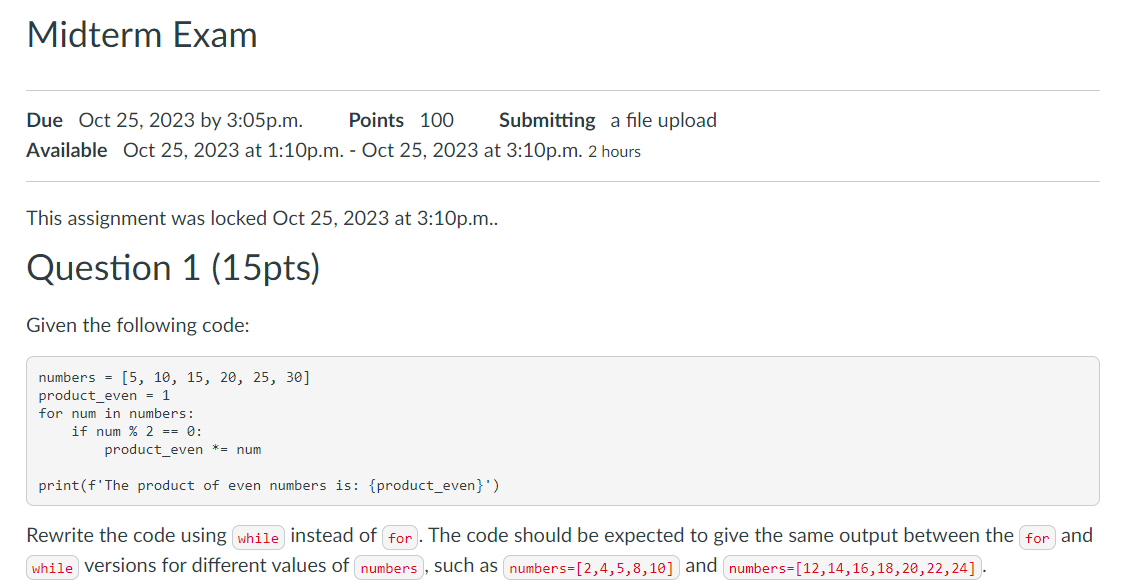 Midterm Exam
Due Oct 25, 2023 by 3:05p.m. Points 100 Submitting a file upload
Available Oct 25, 2023 at 1:10p.m. - Oct 25, 2023 at 3:10p.m. 2 hours
This assignment was locked Oct 25, 2023 at 3:10p.m..
Question 1 (15pts)
Given the following code:
numbers = [5, 10, 15, 20, 25, 30]
product_even = 1
for num in numbers:
    if num % 2 == 0:
        product_even *= num
print(f'The product of even numbers is: {product_even}')
Rewrite the code using while instead of for. The code should be expected to give the same output between the for and
while versions for different values of numbers, such as numbers=[2,4,5,8,10] and numbers=[12,14,16,18,20,22,24].